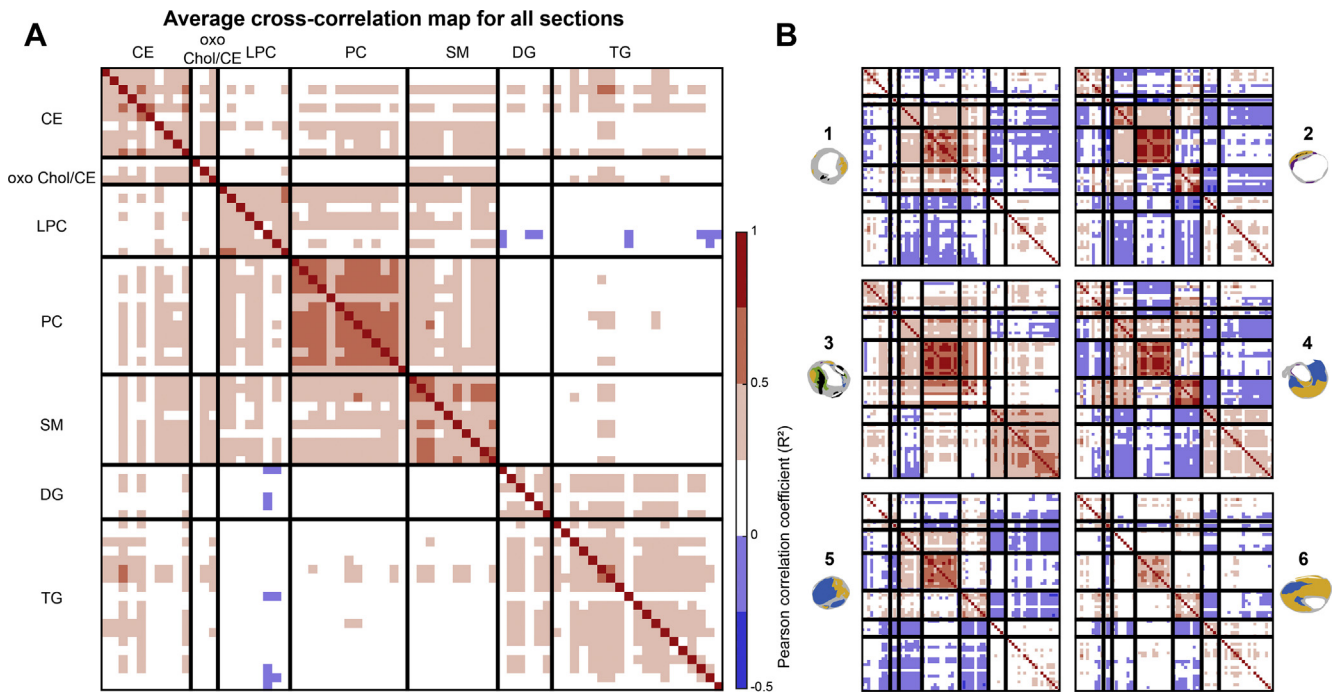 A
Average cross-correlation map for all sections
CE
oxo
Chol/CE
LPC
PC
SM
DG
TG
CE
oxo Chol/CE
LPC
PC
SM
DG
TG
1
0.5
0
-0.5
Pearson correlation coefficient (R²)
B
1
2
3
4
5
6